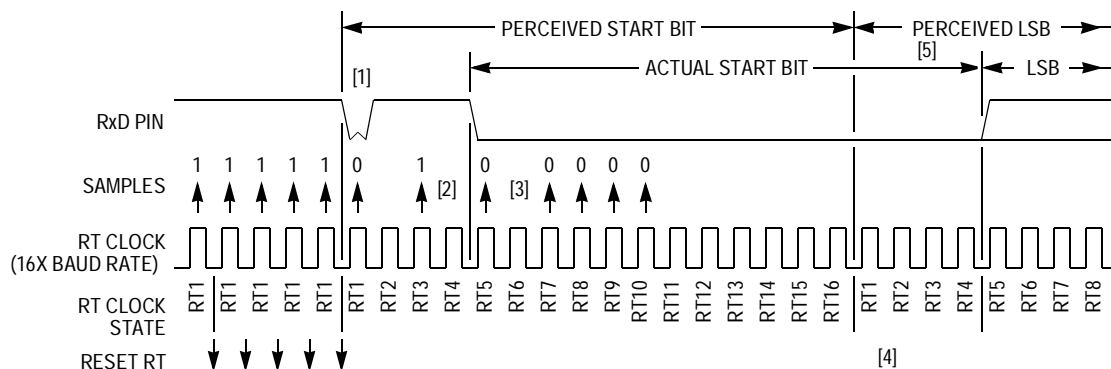 PERCEIVED START BIT
PERCEIVED LSB
[1]
ACTUAL START BIT
[5]
LSB
RxD PIN
1 1 1 1 1 0 1 0 0 0 0 0
SAMPLES
[2]
[3]
RT CLOCK
(16X BAUD RATE)
RT CLOCK
STATE
RT1 RT1 RT1 RT1 RT1 RT1 RT2 RT3 RT4 RT5 RT6 RT7 RT8 RT9 RT10 RT11 RT12 RT13 RT14 RT15 RT16 RT1 RT2 RT3 RT4 RT5 RT6 RT7 RT8
RESET RT
[4]